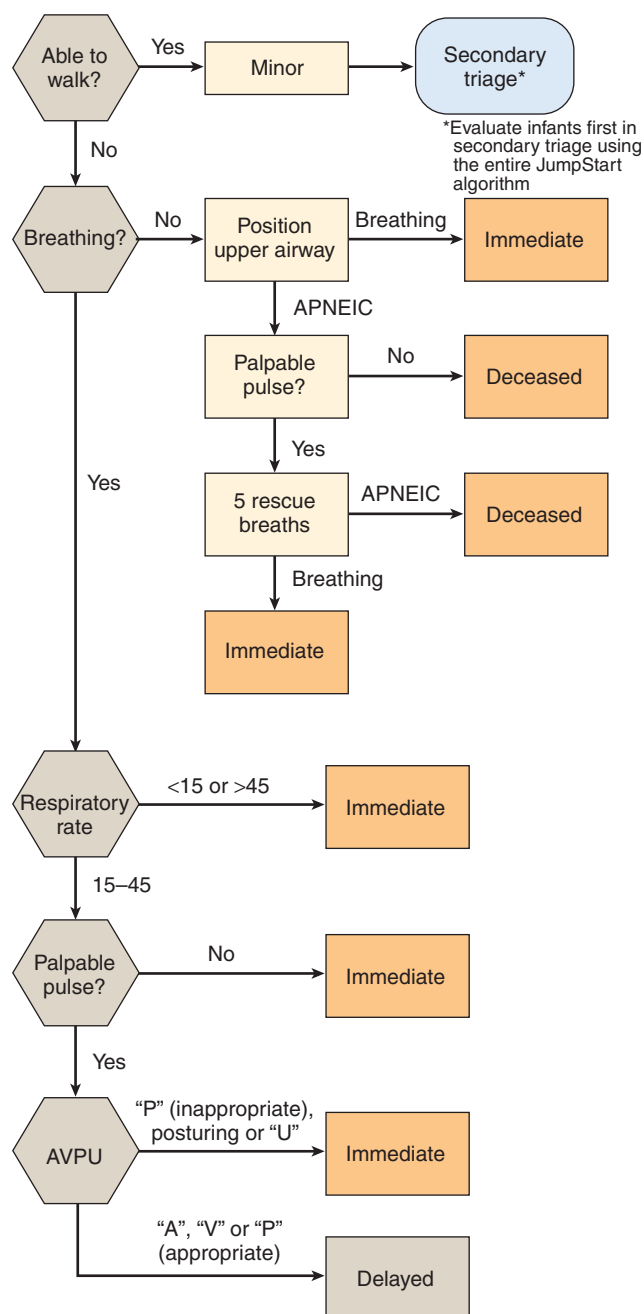 Able to
walk?
Yes
Minor
Secondary
triage*
*Evaluate infants first in
secondary triage using
the entire JumpStart
algorithm
No
Breathing?
No
Position
upper airway
Breathing
Immediate
APNEIC
Palpable
pulse?
No
Deceased
Yes
Yes
5 rescue
breaths
APNEIC
Deceased
Breathing
Immediate
Respiratory
rate
<15 or >45
Immediate
15–45
Palpable
pulse?
No
Immediate
Yes
AVPU
“P” (inappropriate),
posturing or “U”
Immediate
“A”, “V” or “P”
(appropriate)
Delayed